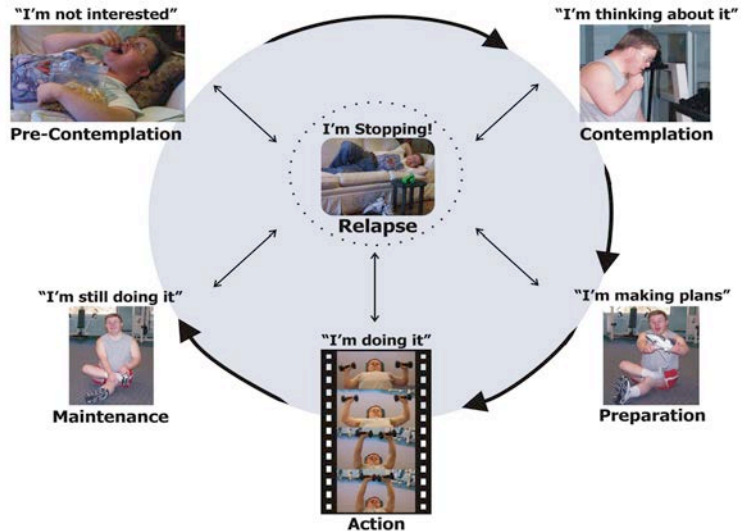 "I'm not interested"
Pre-Contemplation
"I'm thinking about it"
Contemplation
I'm Stopping!
Relapse
"I'm still doing it"
Maintenance
"I'm doing it"
Action
"I'm making plans"
Preparation